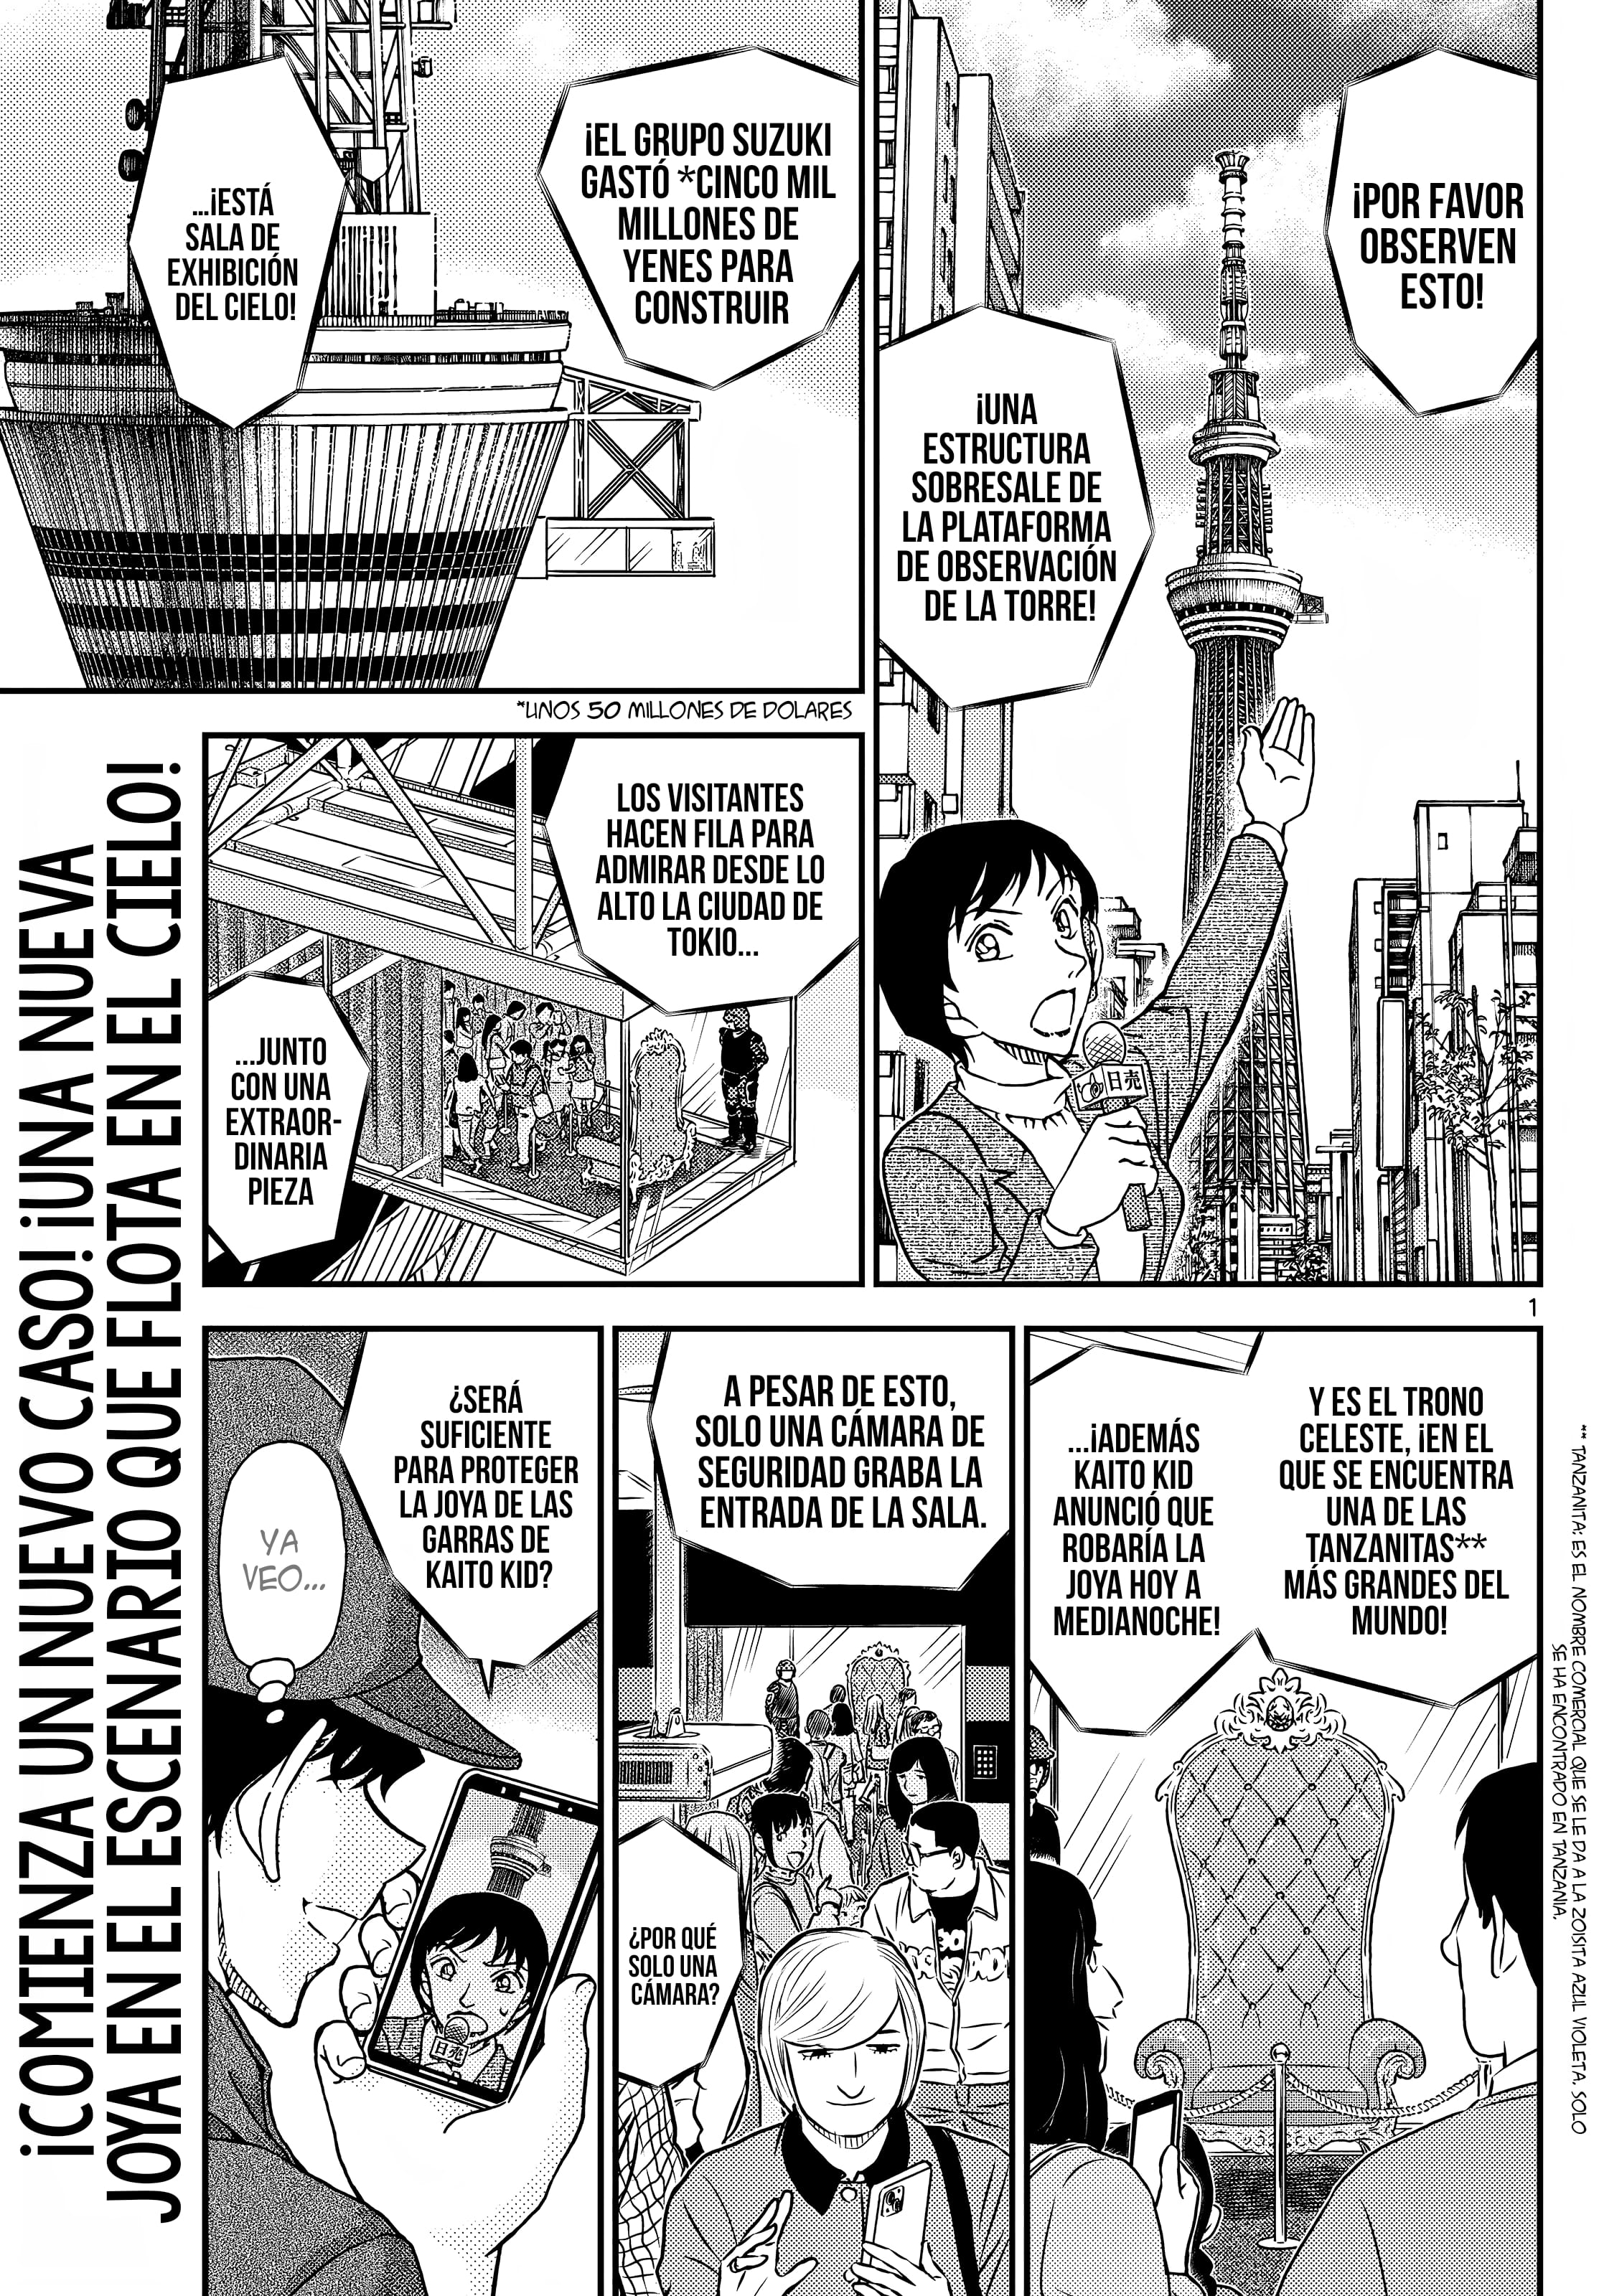 ¡POR FAVOR
OBSERVEN
ESTO!
¡UNA
ESTRUCTURA
SOBRESALE DE
LA PLATAFORMA
DE OBSERVACIÓN
DE LA TORRE!
日売
¡EL GRUPO SUZUKI
GASTÓ *CINCO MIL
MILLONES DE
YENES PARA
CONSTRUIR
...¡ESTÁ
SALA DE
EXHIBICIÓN
DEL CIELO!
*UNOS 50 MILLONES DE DOLARES
LOS VISITANTES
HACEN FILA PARA
ADMIRAR DESDE LO
ALTO LA CIUDAD DE
TOKIO...
...JUNTO
CON UNA
EXTRAOR-
DINARIA
PIEZA
¡COMIENZA UN NUEVO CASO! ¡UNA NUEVA
JOYA EN EL ESCENARIO QUE FLOTA EN EL CIELO!
1
Y ES EL TRONO
CELESTE, ¡EN EL
QUE SE ENCUENTRA
UNA DE LAS
TANZANITAS**
MÁS GRANDES DEL
MUNDO!
...¡ADEMÁS
KAITO KID
ANUNCIÓ QUE
ROBARÍA LA
JOYA HOY A
MEDIANOCHE!
** TANZANITA: ES EL NOMBRE COMERCIAL QUE SE LE DA A LA ZOISITA AZUL VIOLETA. SOLO
SE HA ENCONTRADO EN TANZANIA.
A PESAR DE ESTO,
SOLO UNA CÁMARA DE
SEGURIDAD GRABA LA
ENTRADA DE LA SALA.
¿POR QUÉ
SOLO UNA
CÁMARA?
¿SERÁ
SUFICIENTE
PARA PROTEGER
LA JOYA DE LAS
GARRAS DE
KAITO KID?
YA
VEO...
日売